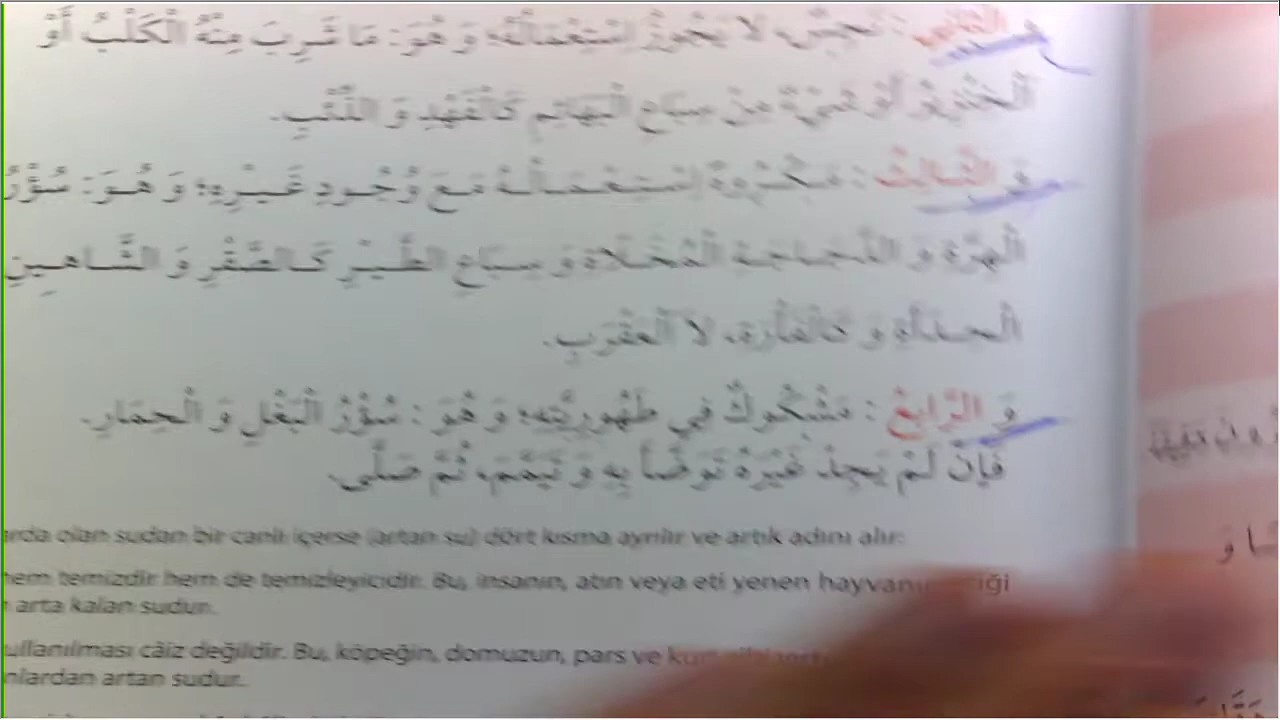 الثَّانِي: نَجِسٌ، لَا يَجُوزُ اسْتِعْمَالُهُ؛ وَ هُوَ: مَا شَرِبَ مِنْهُ الْكَلْبُ أَوْ
الْخِنْزِيرُ أَوْ شَيْءٌ مِنْ سِبَاعِ الْبَهَائِمِ كَالْفَهْدِ وَ الذِّئْبِ.
وَ الثَّالِثُ: مَكْرُوهٌ اِسْتِعْمَالُهُ مَعَ وُجُودِ غَيْرِهِ؛ وَ هُوَ: سُؤْرُ
الْهِرَّةِ وَ الدَّجَاجَةِ الْمُخَلَّاةِ وَ سِبَاعِ الطَّيْرِ كَالصَّقْرِ وَ الشَّاهِينِ
الْحِدَأَةِ وَ كَالْفَأْرَةِ، لَا الْعَقْرَبِ.
وَ الرَّابِعُ: مَشْكُوكٌ فِي طَهُورِيَّتِهِ؛ وَ هُوَ: سُؤْرُ الْبَغْلِ وَ الْحِمَارِ.
فَإِنْ لَمْ يَجِدْ غَيْرَهُ تَوَضَّأَ بِهِ وَ تَيَمَّمَ، ثُمَّ صَلَّى.
olan sudan bir canlı içerse (artan su) dört kısma ayrılır ve artık adını alır:
hem temizdir hem de temizleyicidir. Bu, insanın, atın veya eti yenen
arta kalan sudur.
câiz değildir. Bu, köpeğin, domuzun, pars ve
artan sudur.